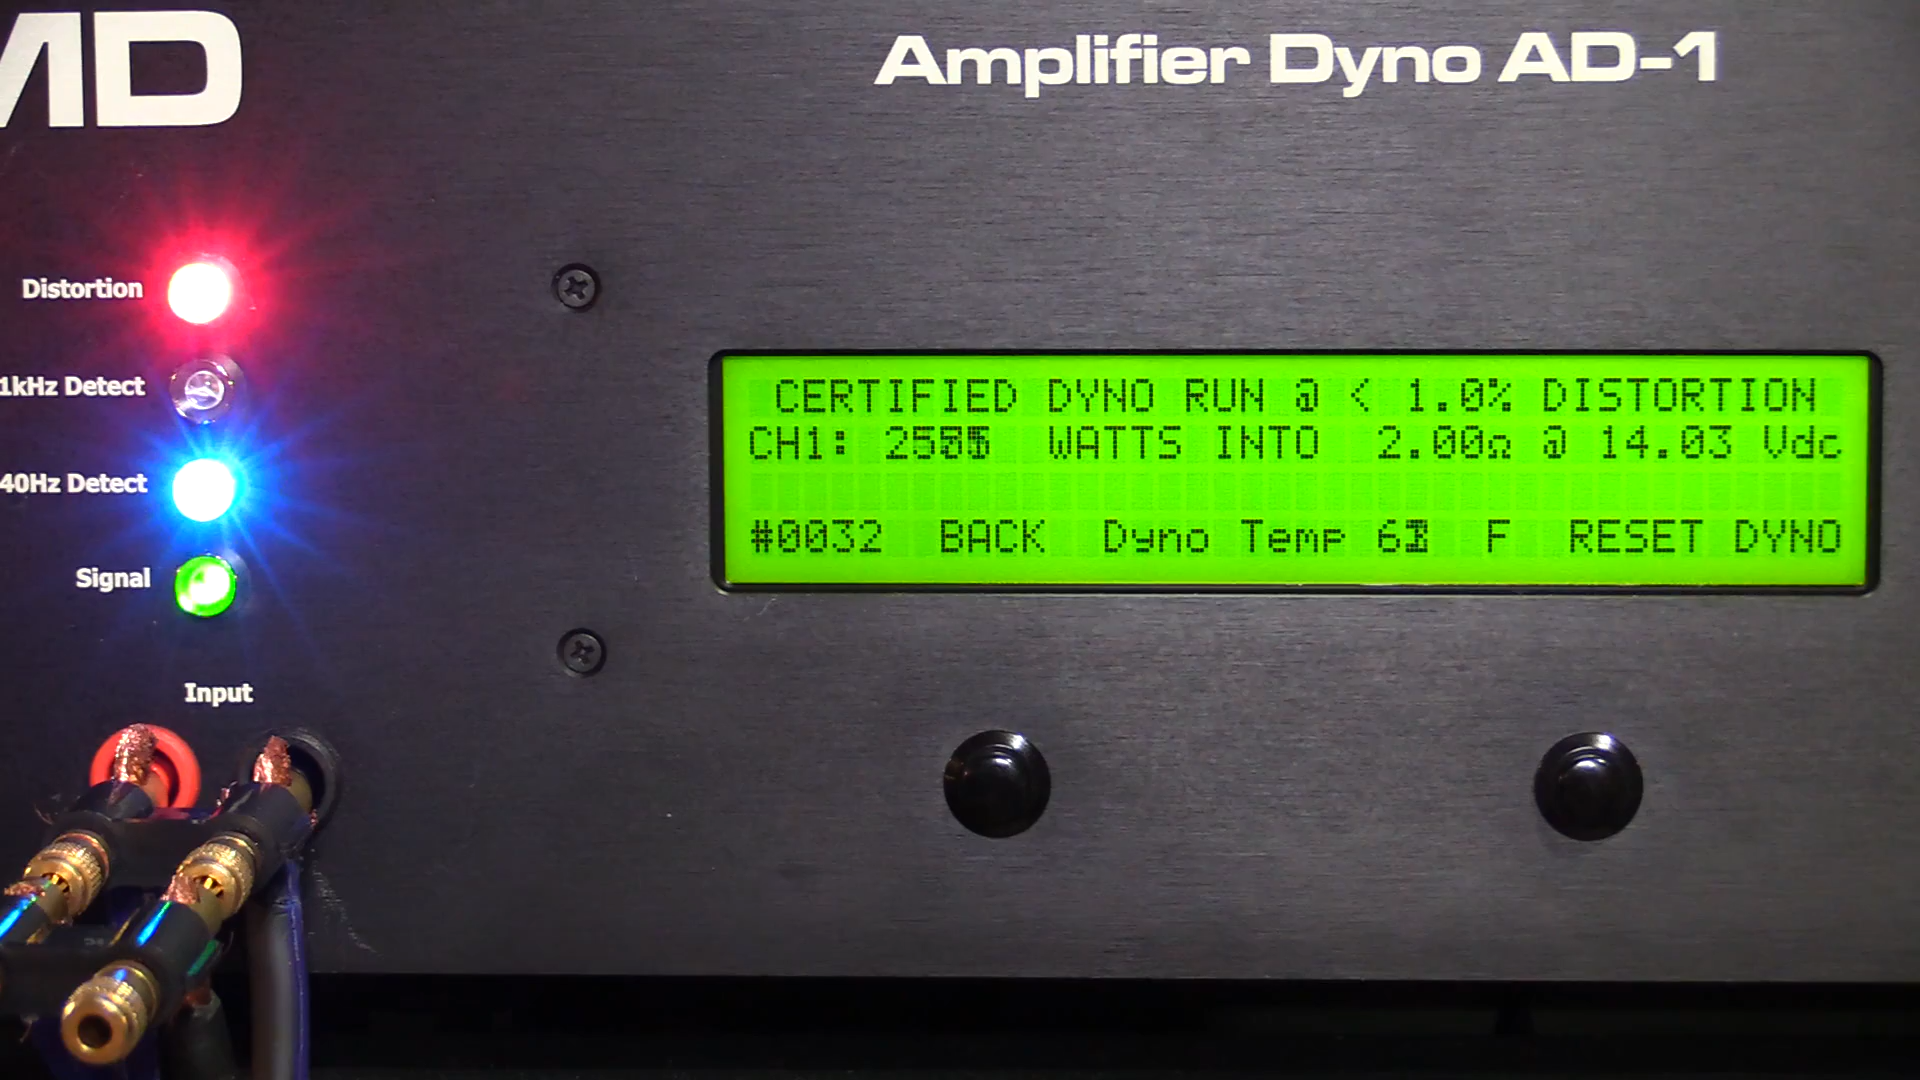 MD
Amplifier Dyno AD-1
Distortion
1kHz Detect
40Hz Detect
Signal
Input
CERTIFIED DYNO RUN @ < 1.0% DISTORTION
CH1: WATTS INTO 2.00Ω @ 14.03 Vdc
#0032 BACK Dyno Temp F RESET DYNO